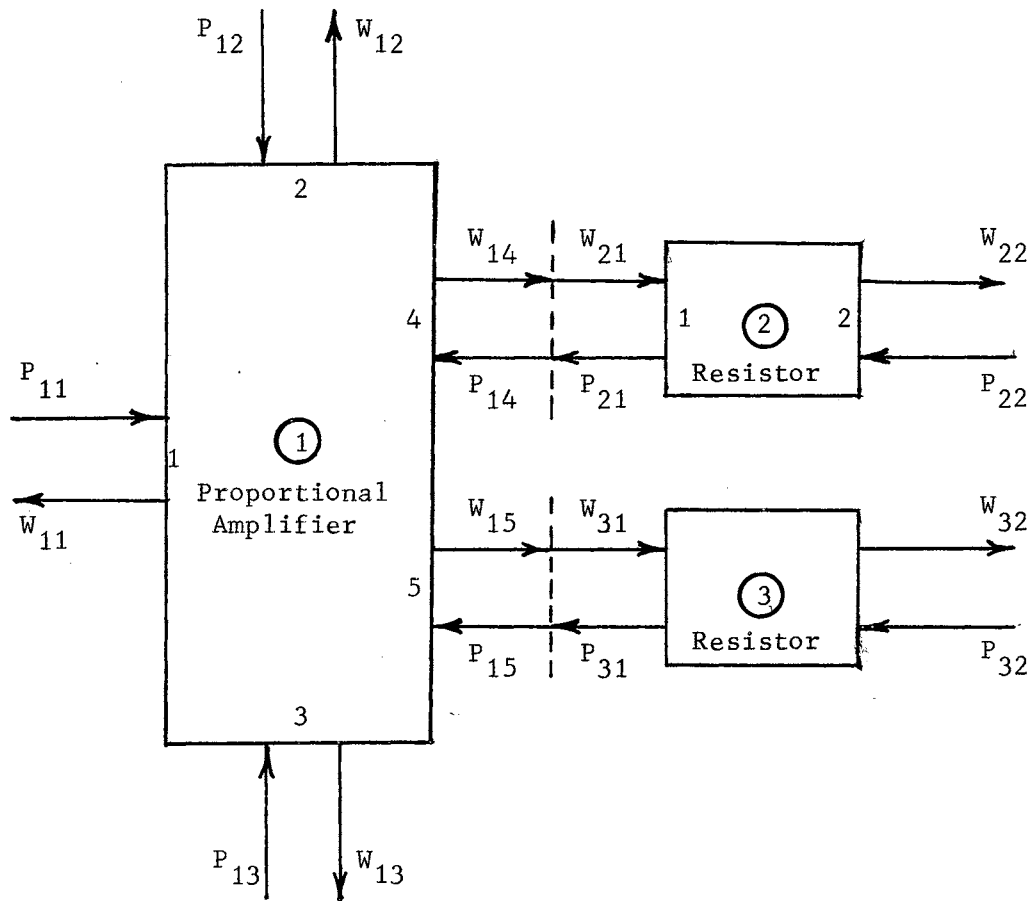 P12 W12
2
W14 W21 W22
4 1 2 2
P14 P21 Resistor P22
P11
1
1
Proportional
Amplifier
W11
W15 W31 W32
5 3
P15 P31 Resistor P32
3
P13 W13